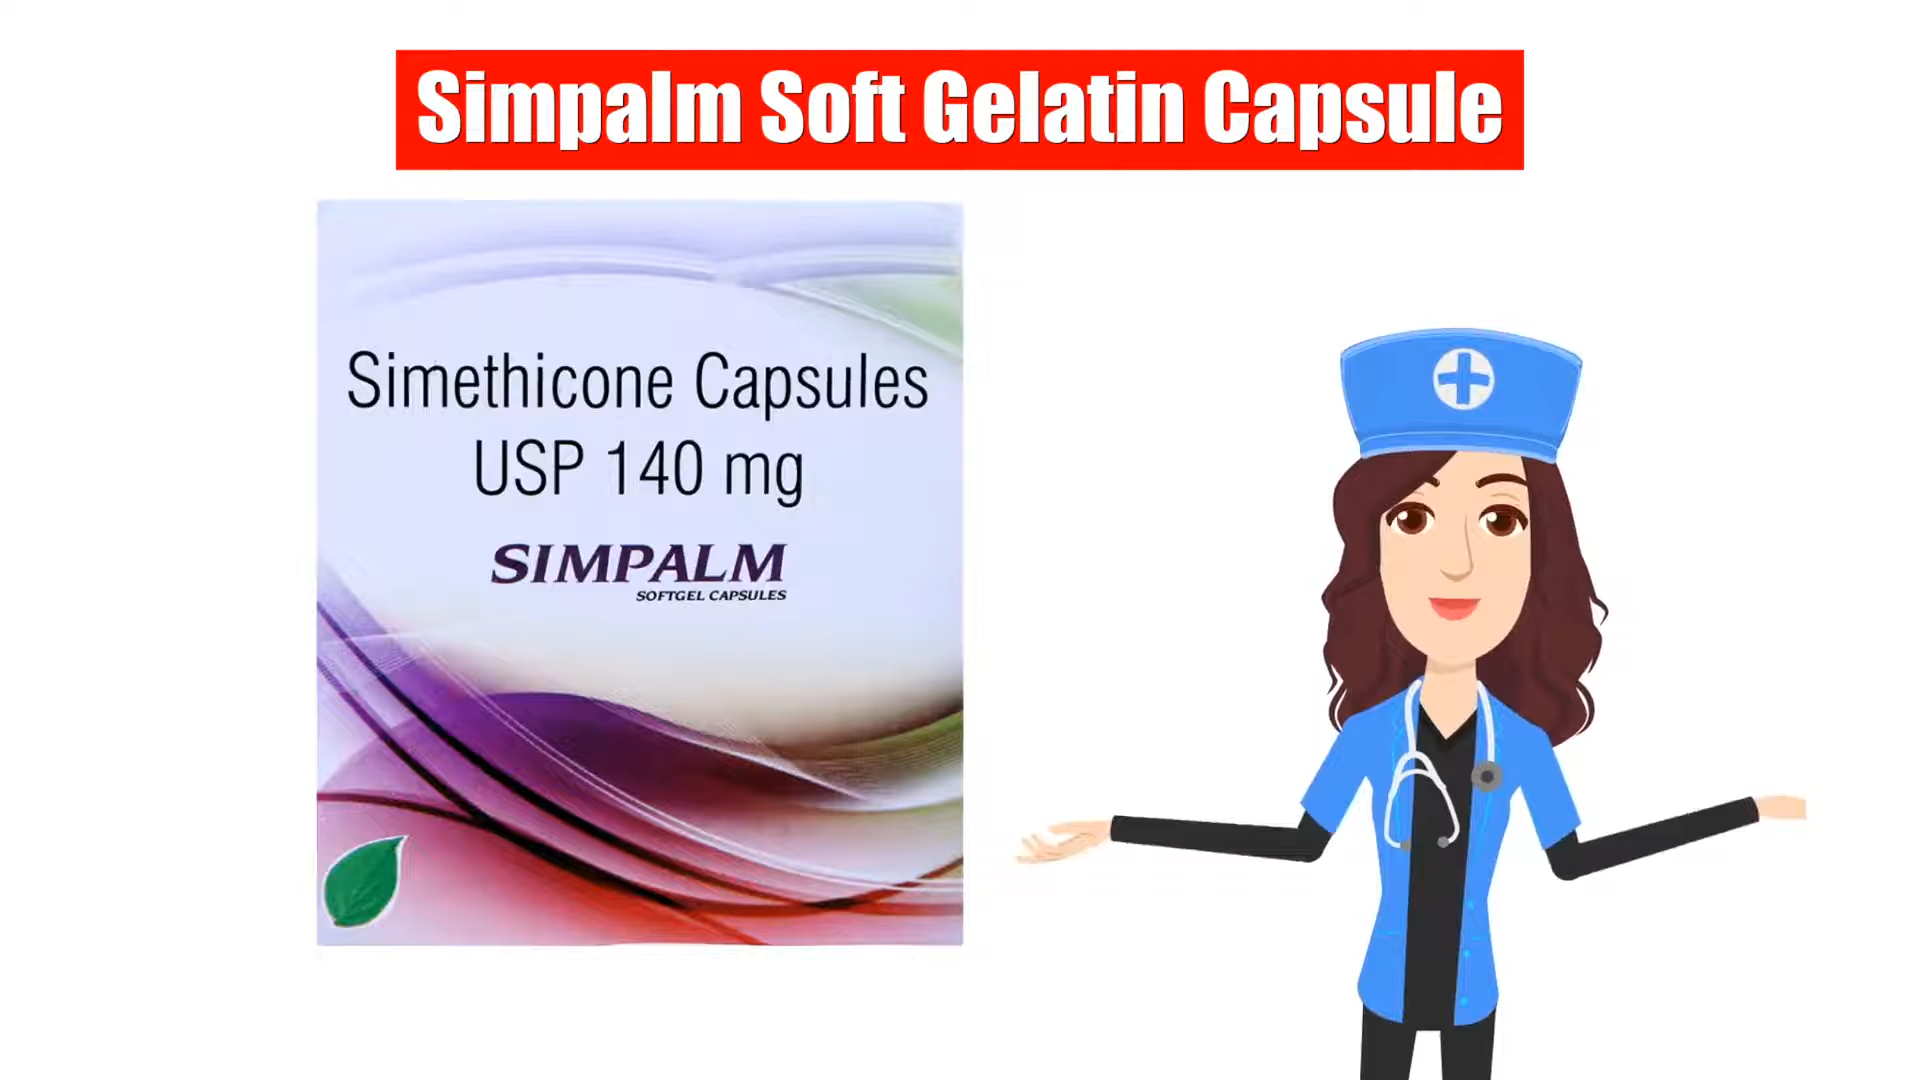 Simpalm Soft Gelatin Capsule
Simethicone Capsules
USP 140 mg
SIMPALM
SOFTGEL CAPSULES